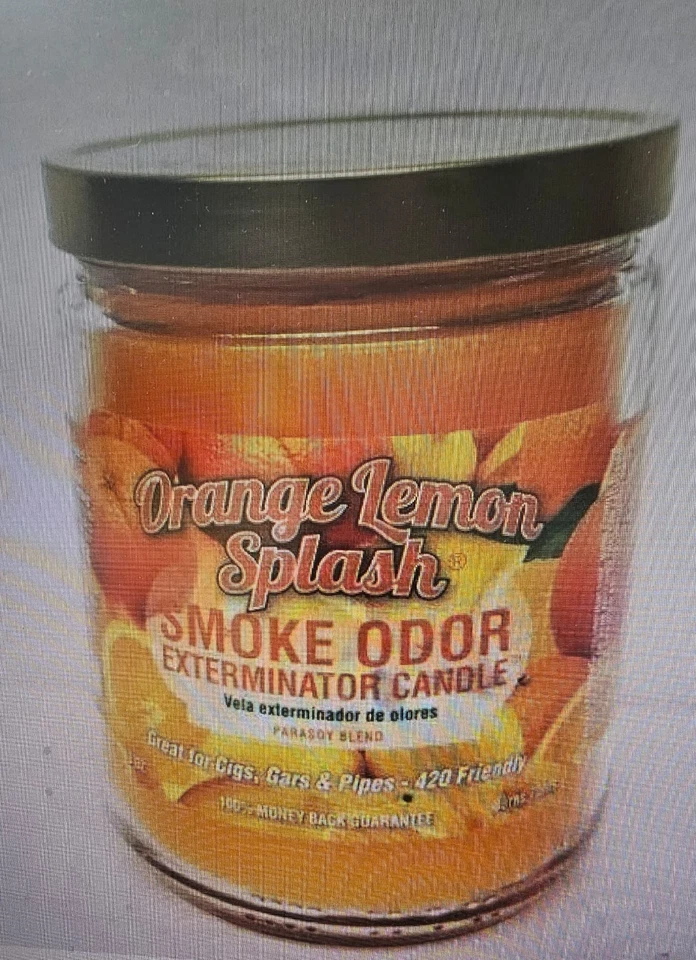 Orange Lemon
Splash®
SMOKE ODOR
EXTERMINATOR CANDLE
Vela exterminador de olores
PARASOY BLEND
Great for Cigs, Gars & Pipes - 420 Friendly
100% MONEY BACK GUARANTEE